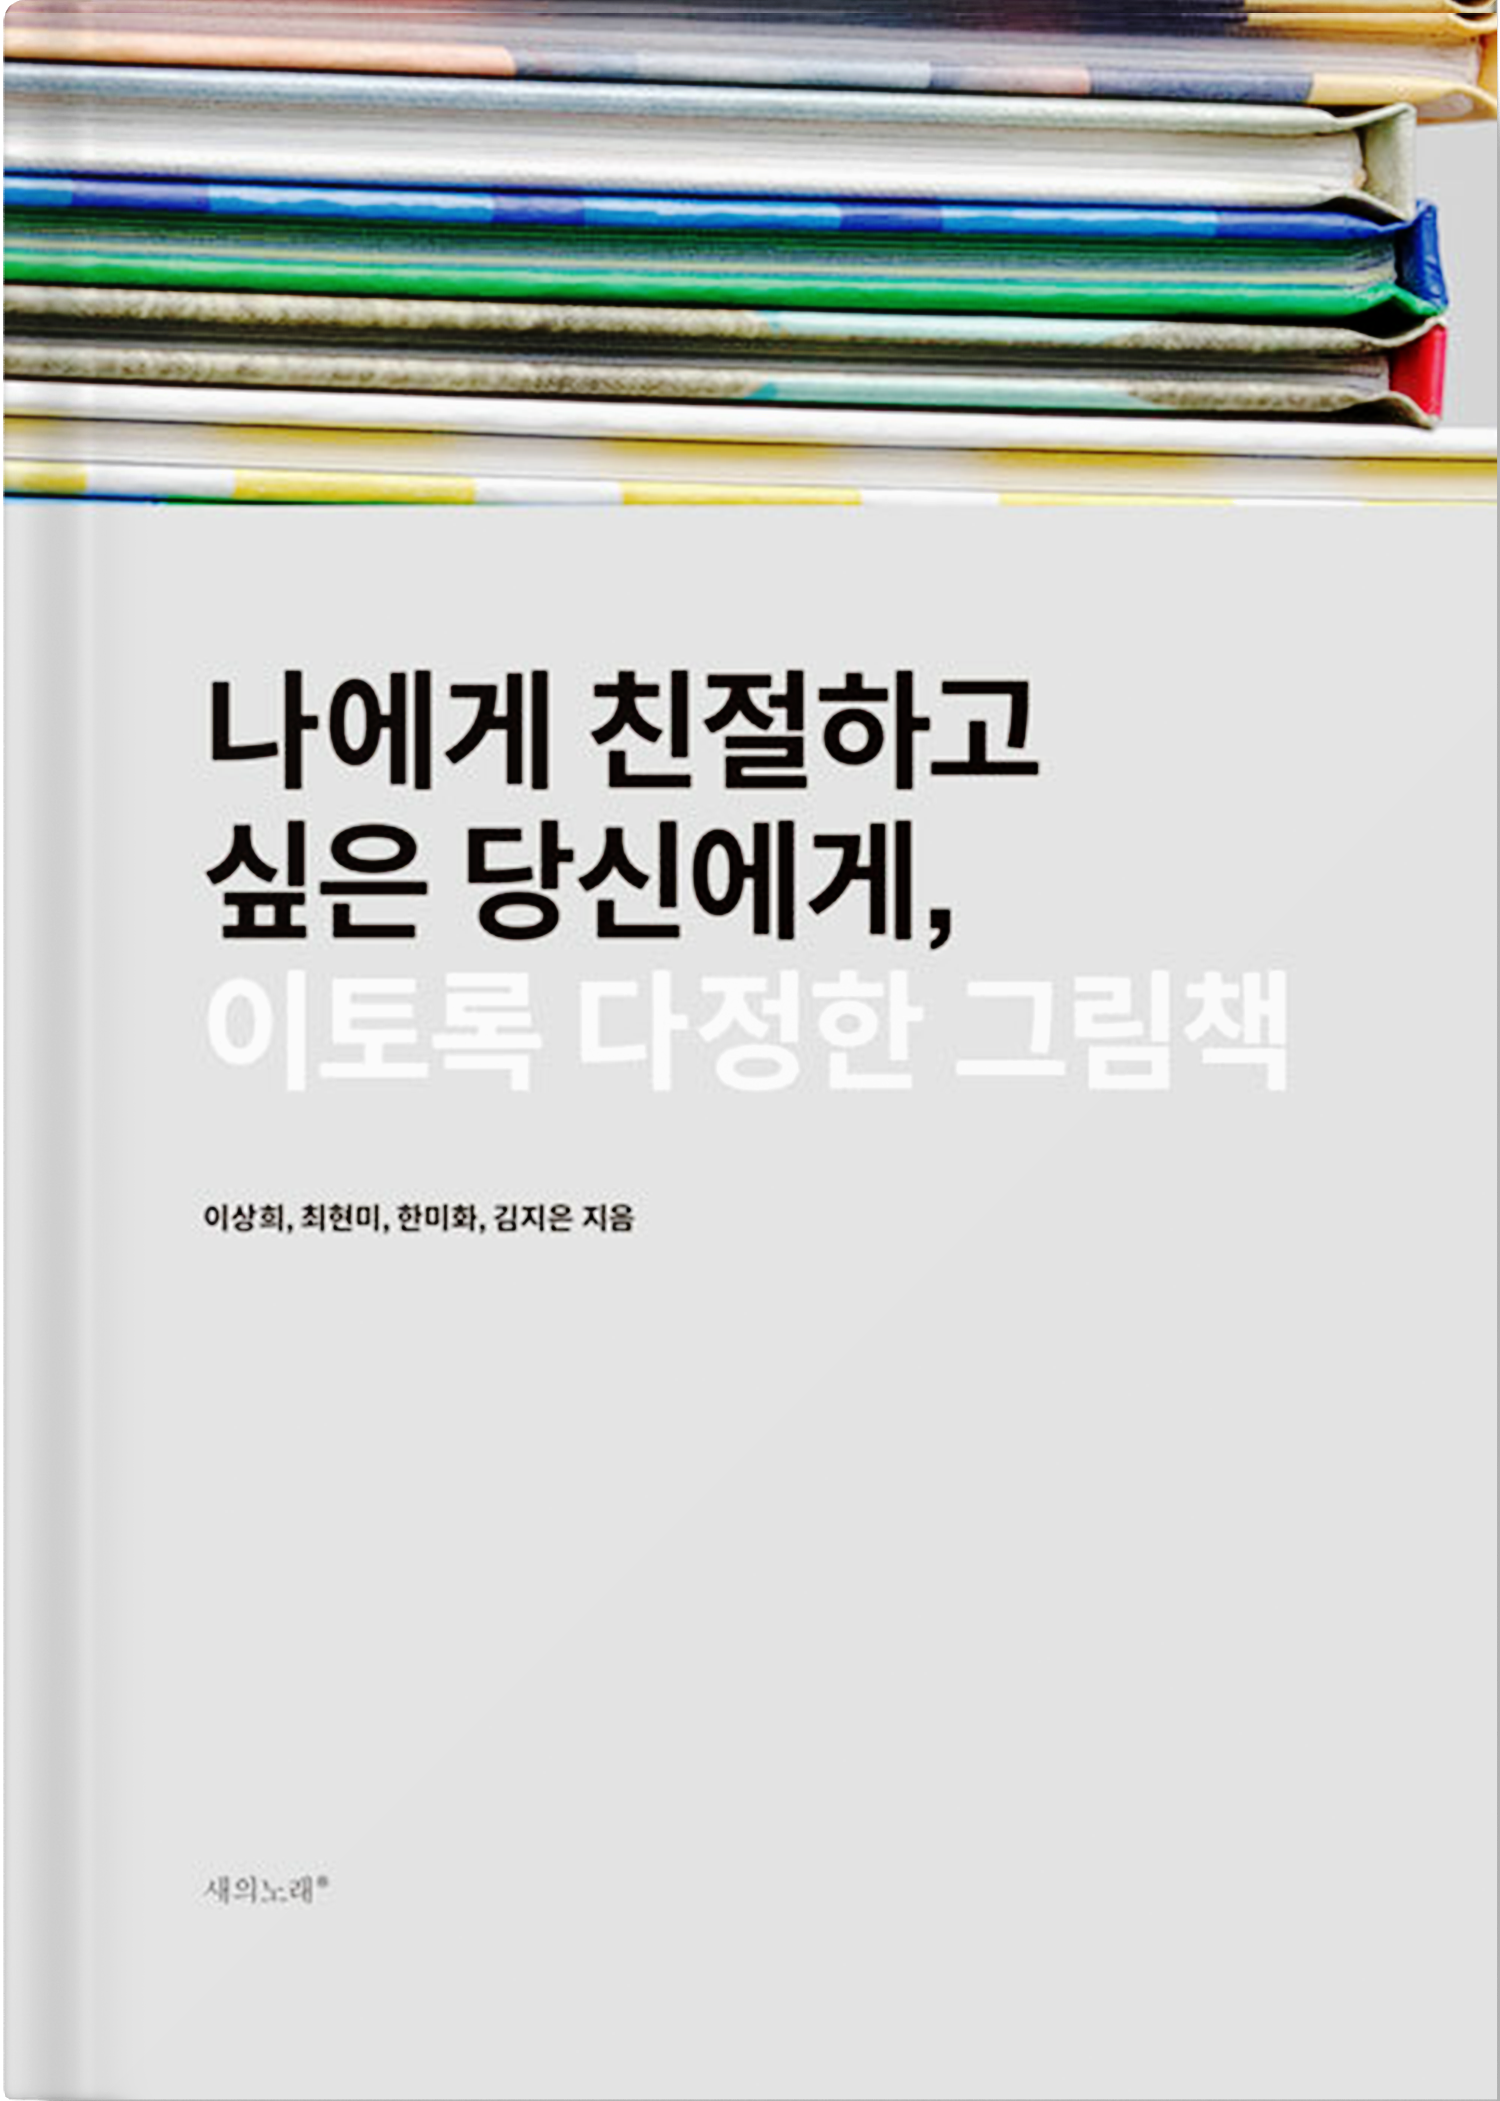 나에게 친절하고
싶은 당신에게,
이토록 다정한 그림책
이상희, 최현미, 한미화, 김지은 지음
새의노래